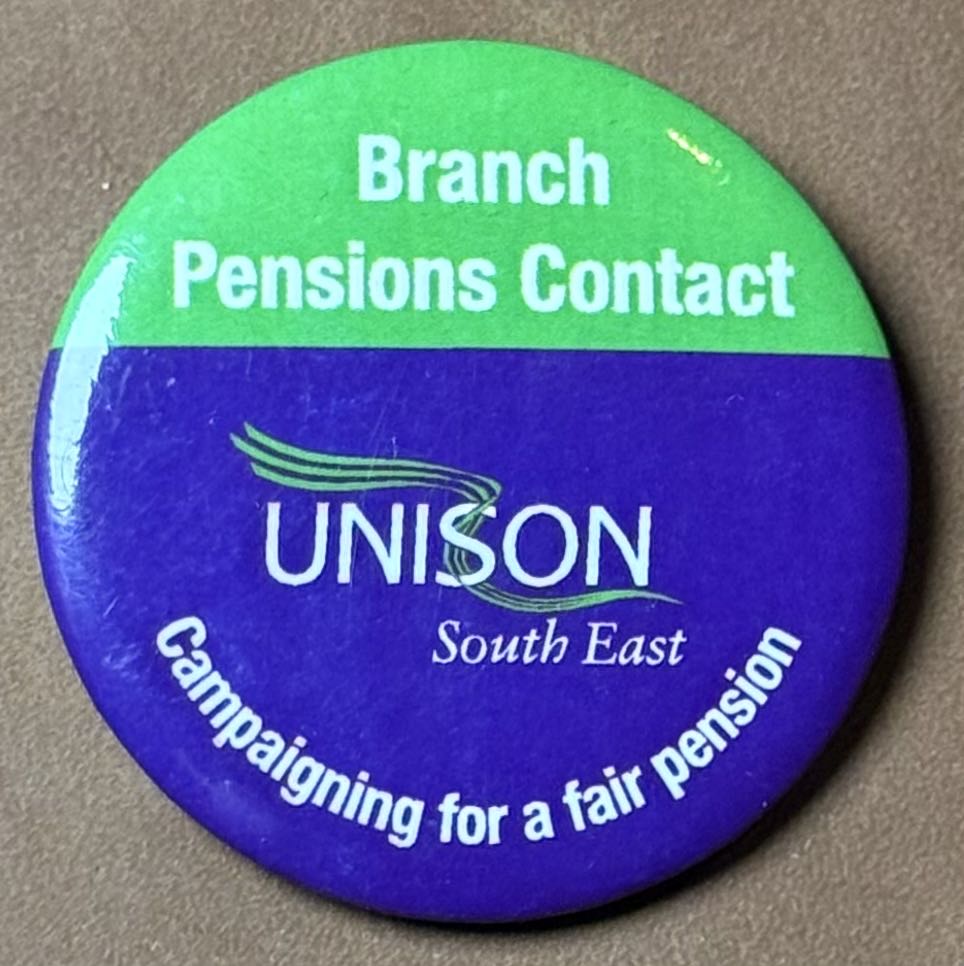 Branch
Pensions Contact
UNISON
South East
Campaigning for a fair pension